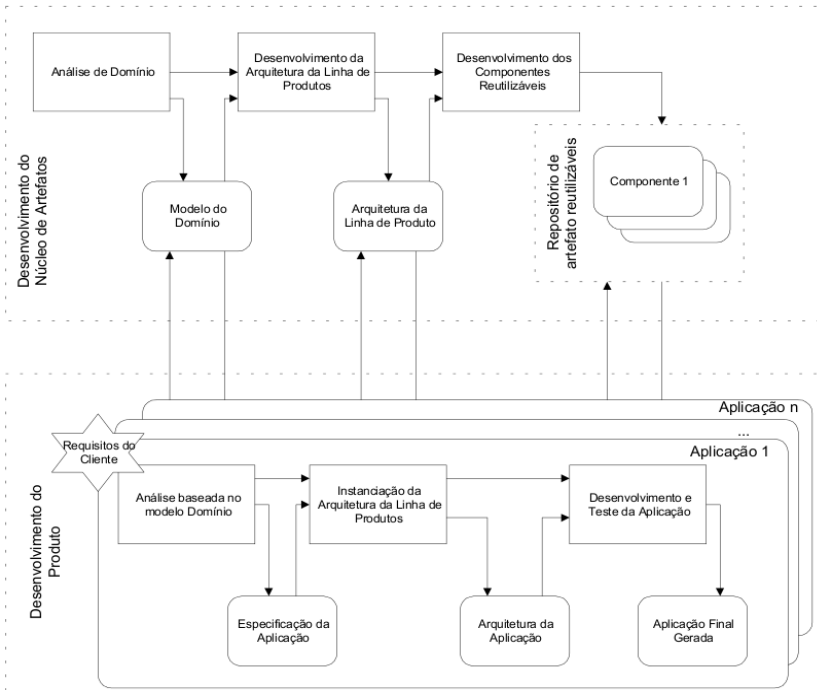 Análise de Domínio
Desenvolvimento da
Arquitetura da Linha de
Produtos
Desenvolvimento dos
Componentes
Reutilizáveis
Desenvolvimento do
Núcleo de Artefatos
Modelo do
Domínio
Arquitetura da
Linha de Produto
Repositório de
artefato reutilizáveis
Componente 1
Aplicação n
...
Aplicação 1
Requisitos do
Cliente
Desenvolvimento do
Produto
Análise baseada no
modelo Domínio
Instanciação da
Arquitetura da Linha de
Produtos
Desenvolvimento e
Teste da Aplicação
Especificação da
Aplicação
Arquitetura da
Aplicação
Aplicação Final
Gerada